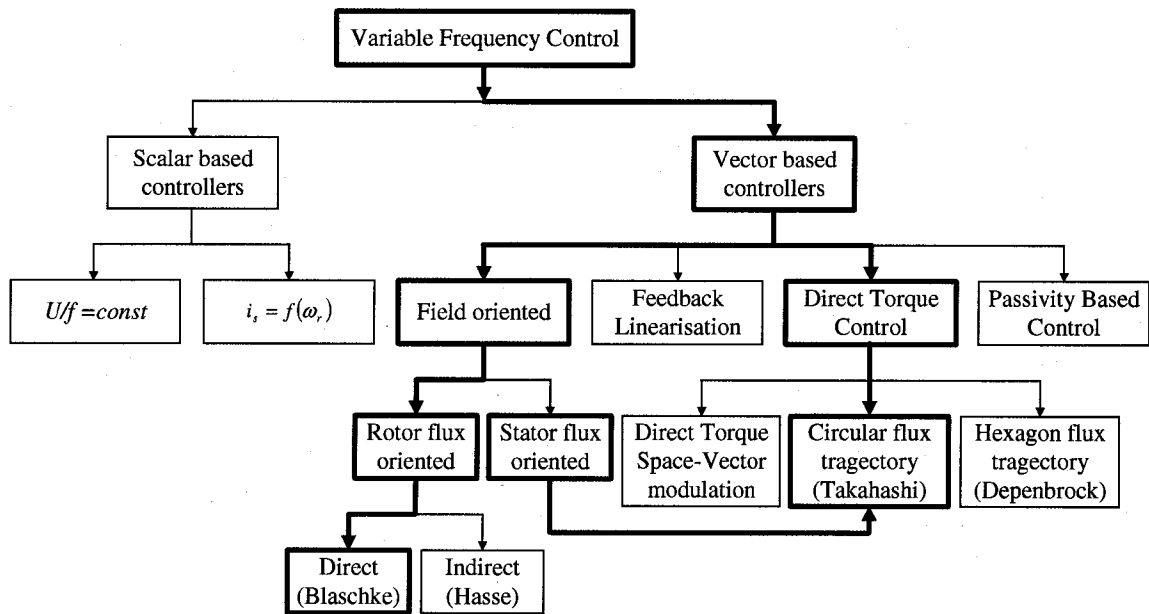 Variable Frequency Control
Scalar based
controllers
Vector based
controllers
U/f =const
i_s = f(ω_r)
Field oriented
Feedback
Linearisation
Direct Torque
Control
Passivity Based
Control
Rotor flux
oriented
Stator flux
oriented
Direct Torque
Space-Vector
modulation
Circular flux
tragectory
(Takahashi)
Hexagon flux
tragectory
(Depenbrock)
Direct
(Blaschke)
Indirect
(Hasse)